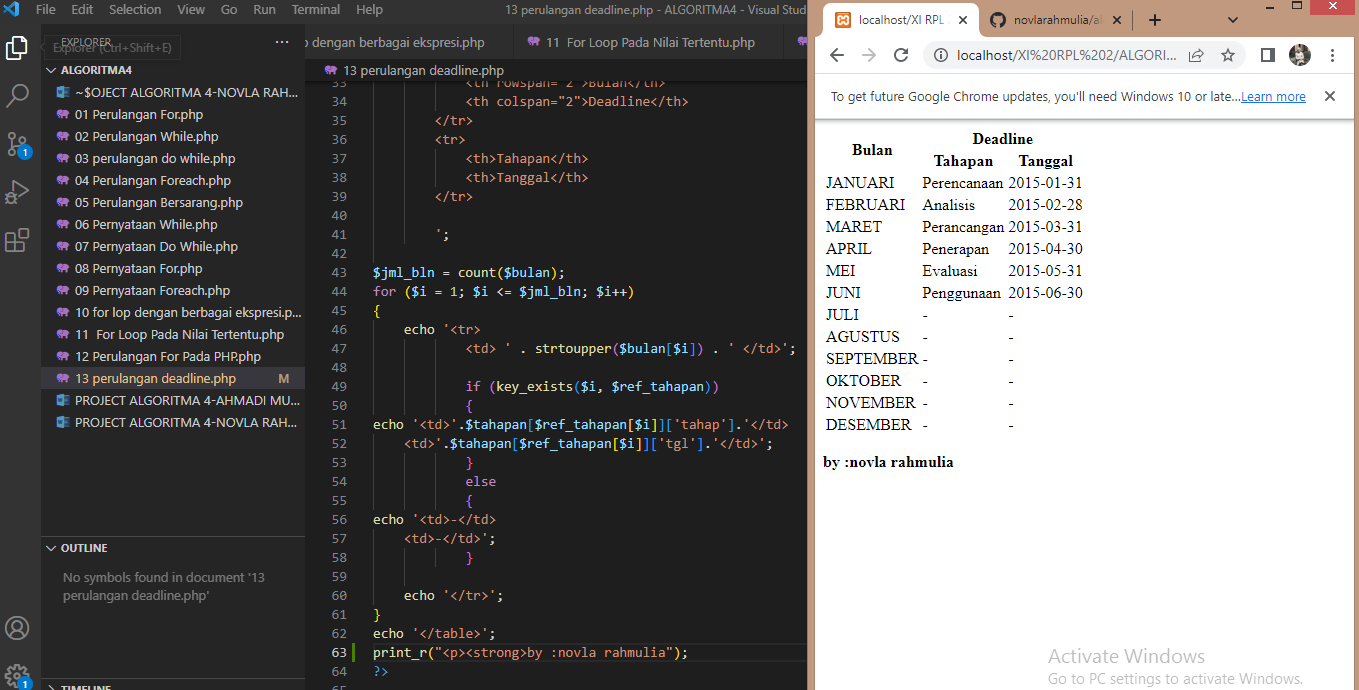 File Edit Selection View Go Run Terminal Help 13 perulangan deadline.php - ALGORITMA4 - Visual Stud
EXPLORER
Explorer (Ctrl+Shift+E)
ALGORITMA4
~$OJECT ALGORITMA 4-NOVLA RAH...
01 Perulangan For.php
02 Perulangan While.php
03 perulangan do while.php
04 Perulangan Foreach.php
05 Perulangan Bersarang.php
06 Pernyataan While.php
07 Pernyataan Do While.php
08 Pernyataan For.php
09 Pernyataan Foreach.php
10 for lop dengan berbagai ekspresi.p...
11 For Loop Pada Nilai Tertentu.php
12 Perulangan For Pada PHP.php
13 perulangan deadline.php M
PROJECT ALGORITMA 4-AHMADI MU...
PROJECT ALGORITMA 4-NOVLA RAH...
OUTLINE
No symbols found in document '13
perulangan deadline.php'
TIMELINE
1
1
p dengan berbagai ekspresi.php 11 For Loop Pada Nilai Tertentu.php
13 perulangan deadline.php
33 <th rowspan="2">Bulan</th>
34 <th colspan="2">Deadline</th>
35 </tr>
36 <tr>
37 <th>Tahapan</th>
38 <th>Tanggal</th>
39 </tr>
40
41 ';
42
43 $jml_bln = count($bulan);
44 for ($i = 1; $i <= $jml_bln; $i++)
45 {
46 echo '<tr>
47 <td> ' . strtoupper($bulan[$i]) . ' </td>';
48
49 if (key_exists($i, $ref_tahapan))
50 {
51 echo '<td>'.$tahapan[$ref_tahapan[$i]]['tahap'].'</td>
52 <td>'.$tahapan[$ref_tahapan[$i]]['tgl'].'</td>';
53 }
54 else
55 {
56 echo '<td>-</td>
57 <td>-</td>';
58 }
59
60 echo '</tr>';
61 }
62 echo '</table>';
63 print_r("<p><strong>by :novla rahmulia");
64 ?>
65
localhost/XI RPL novlarahmulia/al
localhost/XI%20RPL%202/ALGORI...
To get future Google Chrome updates, you'll need Windows 10 or late...Learn more
Bulan Deadline
Tahapan Tanggal
JANUARI Perencanaan 2015-01-31
FEBRUARI Analisis 2015-02-28
MARET Perancangan 2015-03-31
APRIL Penerapan 2015-04-30
MEI Evaluasi 2015-05-31
JUNI Penggunaan 2015-06-30
JULI - -
AGUSTUS - -
SEPTEMBER - -
OKTOBER - -
NOVEMBER - -
DESEMBER - -
by :novla rahmulia
Activate Windows
Go to PC settings to activate Windows.